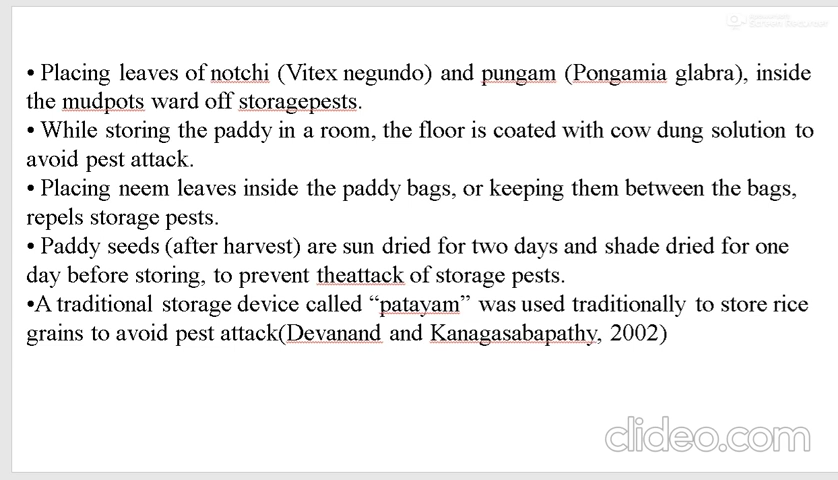 • Placing leaves of notchi (Vitex negundo) and pungam (Pongamia glabra), inside
the mudpots ward off storagepests.
• While storing the paddy in a room, the floor is coated with cow dung solution to
avoid pest attack.
• Placing neem leaves inside the paddy bags, or keeping them between the bags,
repels storage pests.
• Paddy seeds (after harvest) are sun dried for two days and shade dried for one
day before storing, to prevent theattack of storage pests.
•A traditional storage device called “patayam” was used traditionally to store rice
grains to avoid pest attack(Devanand and Kanagasabapathy, 2002)
clideo.com